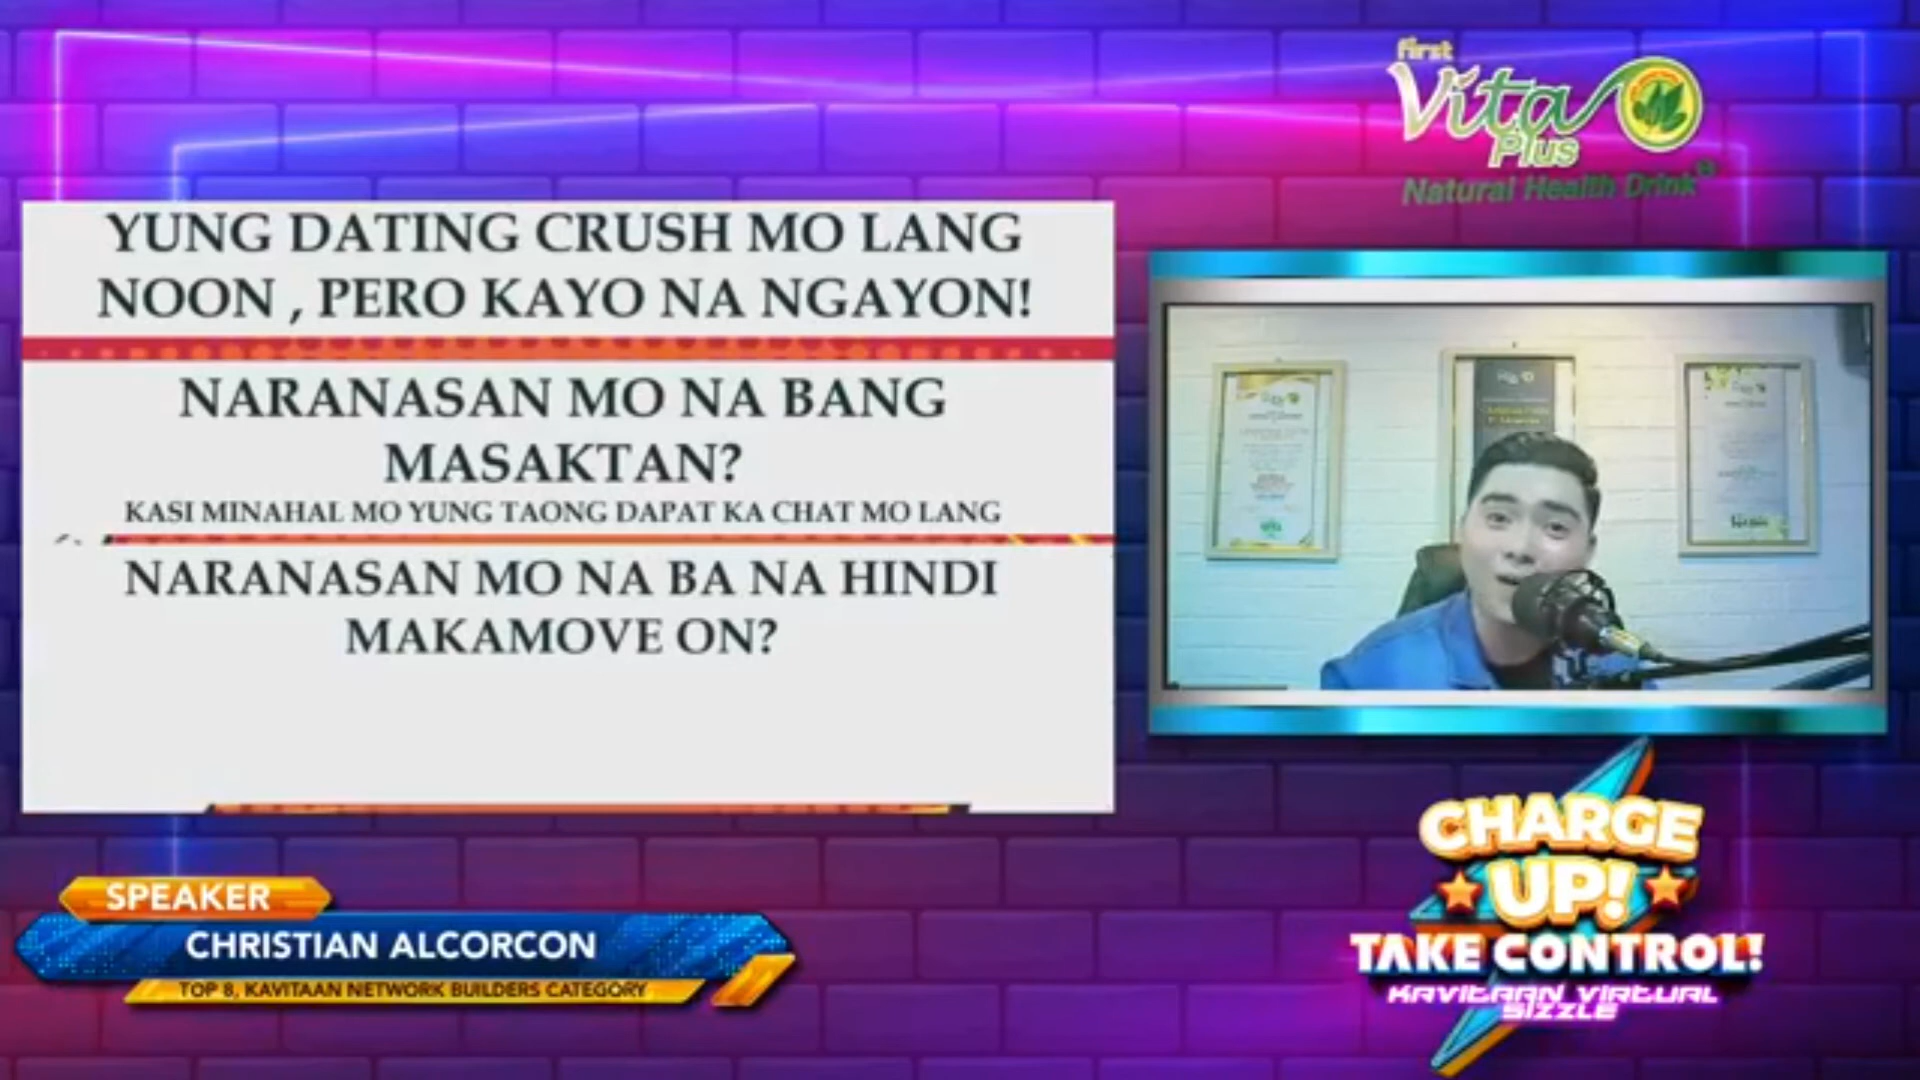 first
Vita
Plus
Natural Health Drink
YUNG DATING CRUSH MO LANG
NOON , PERO KAYO NA NGAYON!
NARANASAN MO NA BANG
MASAKTAN?
KASI MINAHAL MO YUNG TAONG DAPAT KA CHAT MO LANG
NARANASAN MO NA BA NA HINDI
MAKAMOVE ON?
SPEAKER
CHRISTIAN ALCORCON
TOP 8, KAVITAAN NETWORK BUILDERS CATEGORY
CHARGE
UP!
TAKE CONTROL!
KAVITAAN VIRTUAL
SIZZLE